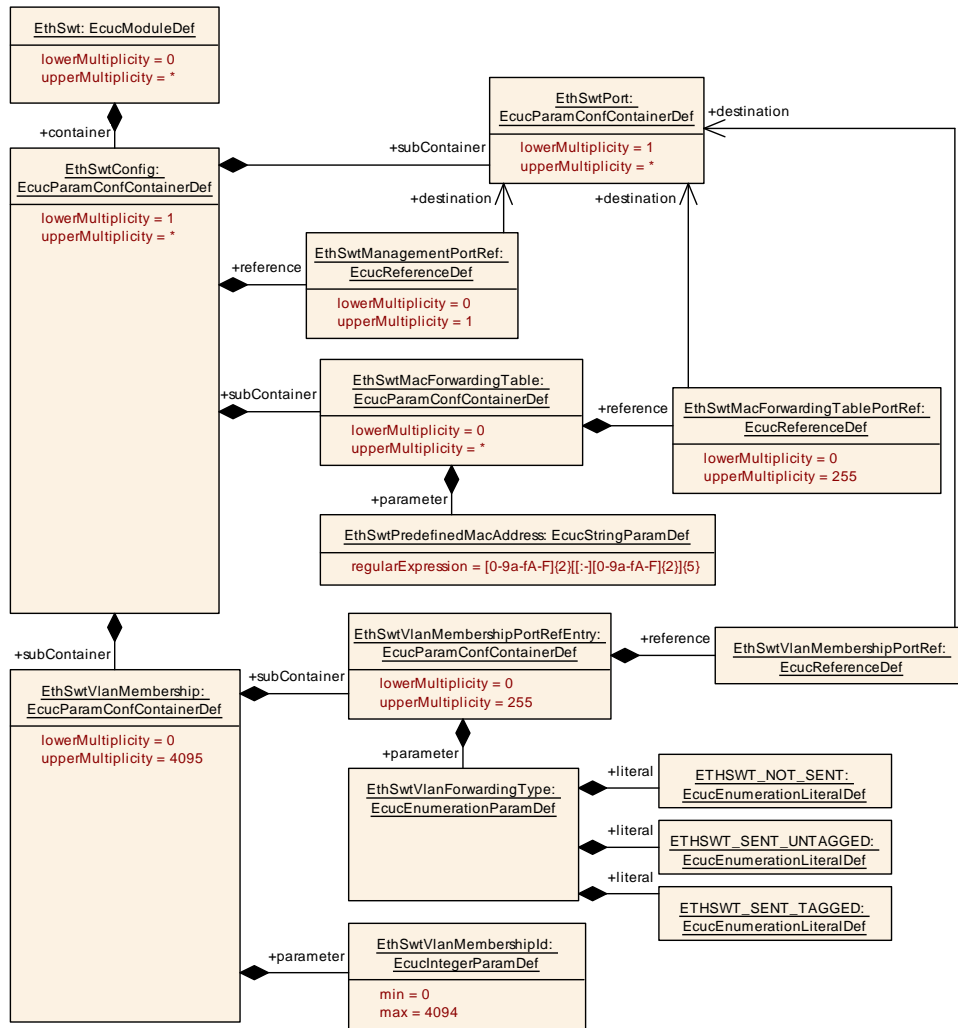 EthSwt: EcucModuleDef
lowerMultiplicity = 0
upperMultiplicity = *
+container
EthSwtConfig:
EcucParamConfContainerDef
lowerMultiplicity = 1
upperMultiplicity = *
+subContainer
EthSwtPort:
EcucParamConfContainerDef
lowerMultiplicity = 1
upperMultiplicity = *
+destination
+destination
+destination
+reference
EthSwtManagementPortRef:
EcucReferenceDef
lowerMultiplicity = 0
upperMultiplicity = 1
+subContainer
EthSwtMacForwardingTable:
EcucParamConfContainerDef
lowerMultiplicity = 0
upperMultiplicity = *
+reference
EthSwtMacForwardingTablePortRef:
EcucReferenceDef
lowerMultiplicity = 0
upperMultiplicity = 255
+parameter
EthSwtPredefinedMacAddress: EcucStringParamDef
regularExpression = [0-9a-fA-F]{2}[[:-][0-9a-fA-F]{2}]{5}
+subContainer
EthSwtVlanMembership:
EcucParamConfContainerDef
lowerMultiplicity = 0
upperMultiplicity = 4095
+subContainer
EthSwtVlanMembershipPortRefEntry:
EcucParamConfContainerDef
lowerMultiplicity = 0
upperMultiplicity = 255
+reference
EthSwtVlanMembershipPortRef:
EcucReferenceDef
+parameter
EthSwtVlanForwardingType:
EcucEnumerationParamDef
+literal
ETHSWT_NOT_SENT:
EcucEnumerationLiteralDef
+literal
ETHSWT_SENT_UNTAGGED:
EcucEnumerationLiteralDef
+literal
ETHSWT_SENT_TAGGED:
EcucEnumerationLiteralDef
+parameter
EthSwtVlanMembershipId:
EcucIntegerParamDef
min = 0
max = 4094